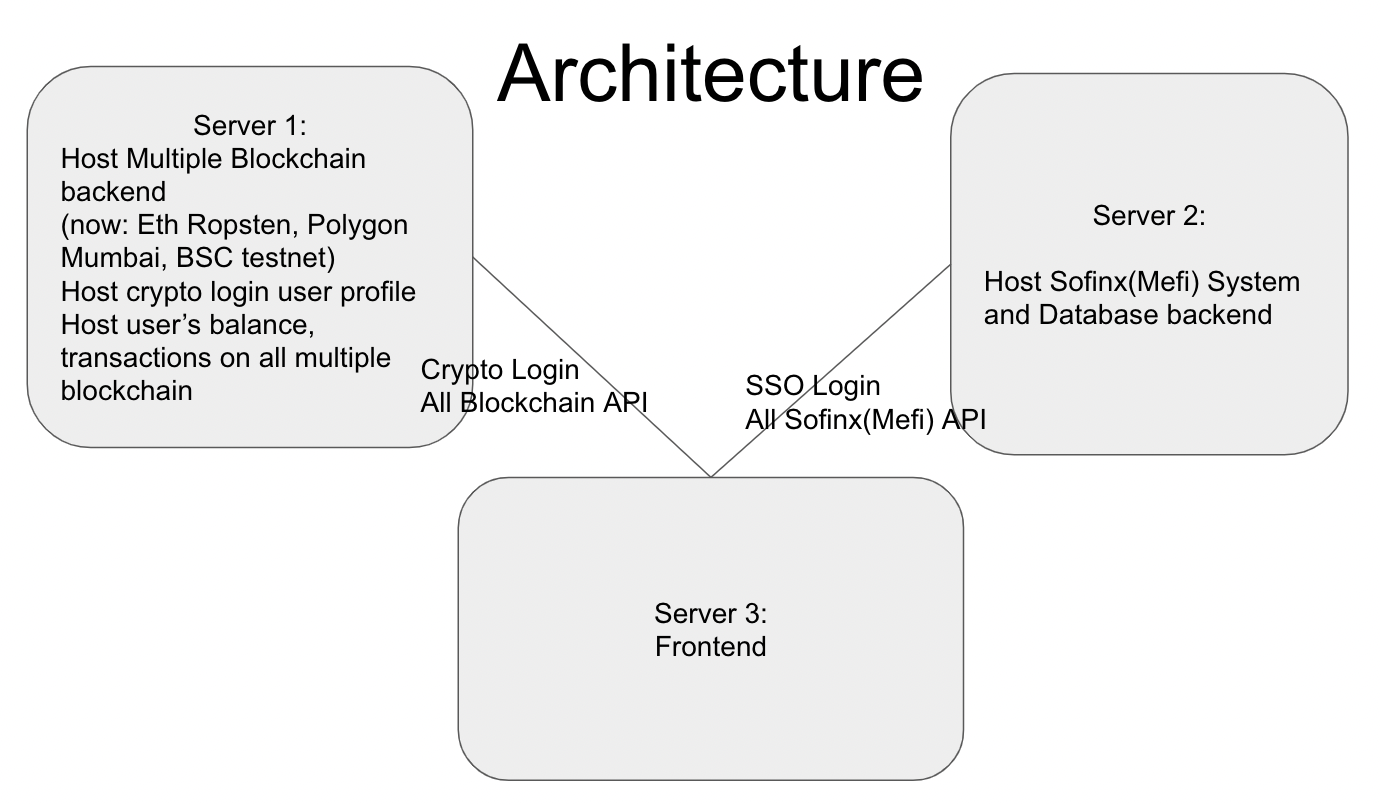 Architecture
Server 1:
Host Multiple Blockchain
backend
(now: Eth Ropsten, Polygon
Mumbai, BSC testnet)
Host crypto login user profile
Host user’s balance,
transactions on all multiple
blockchain
Server 2:
Host Sofinx(Mefi) System
and Database backend
Crypto Login
All Blockchain API
SSO Login
All Sofinx(Mefi) API
Server 3:
Frontend